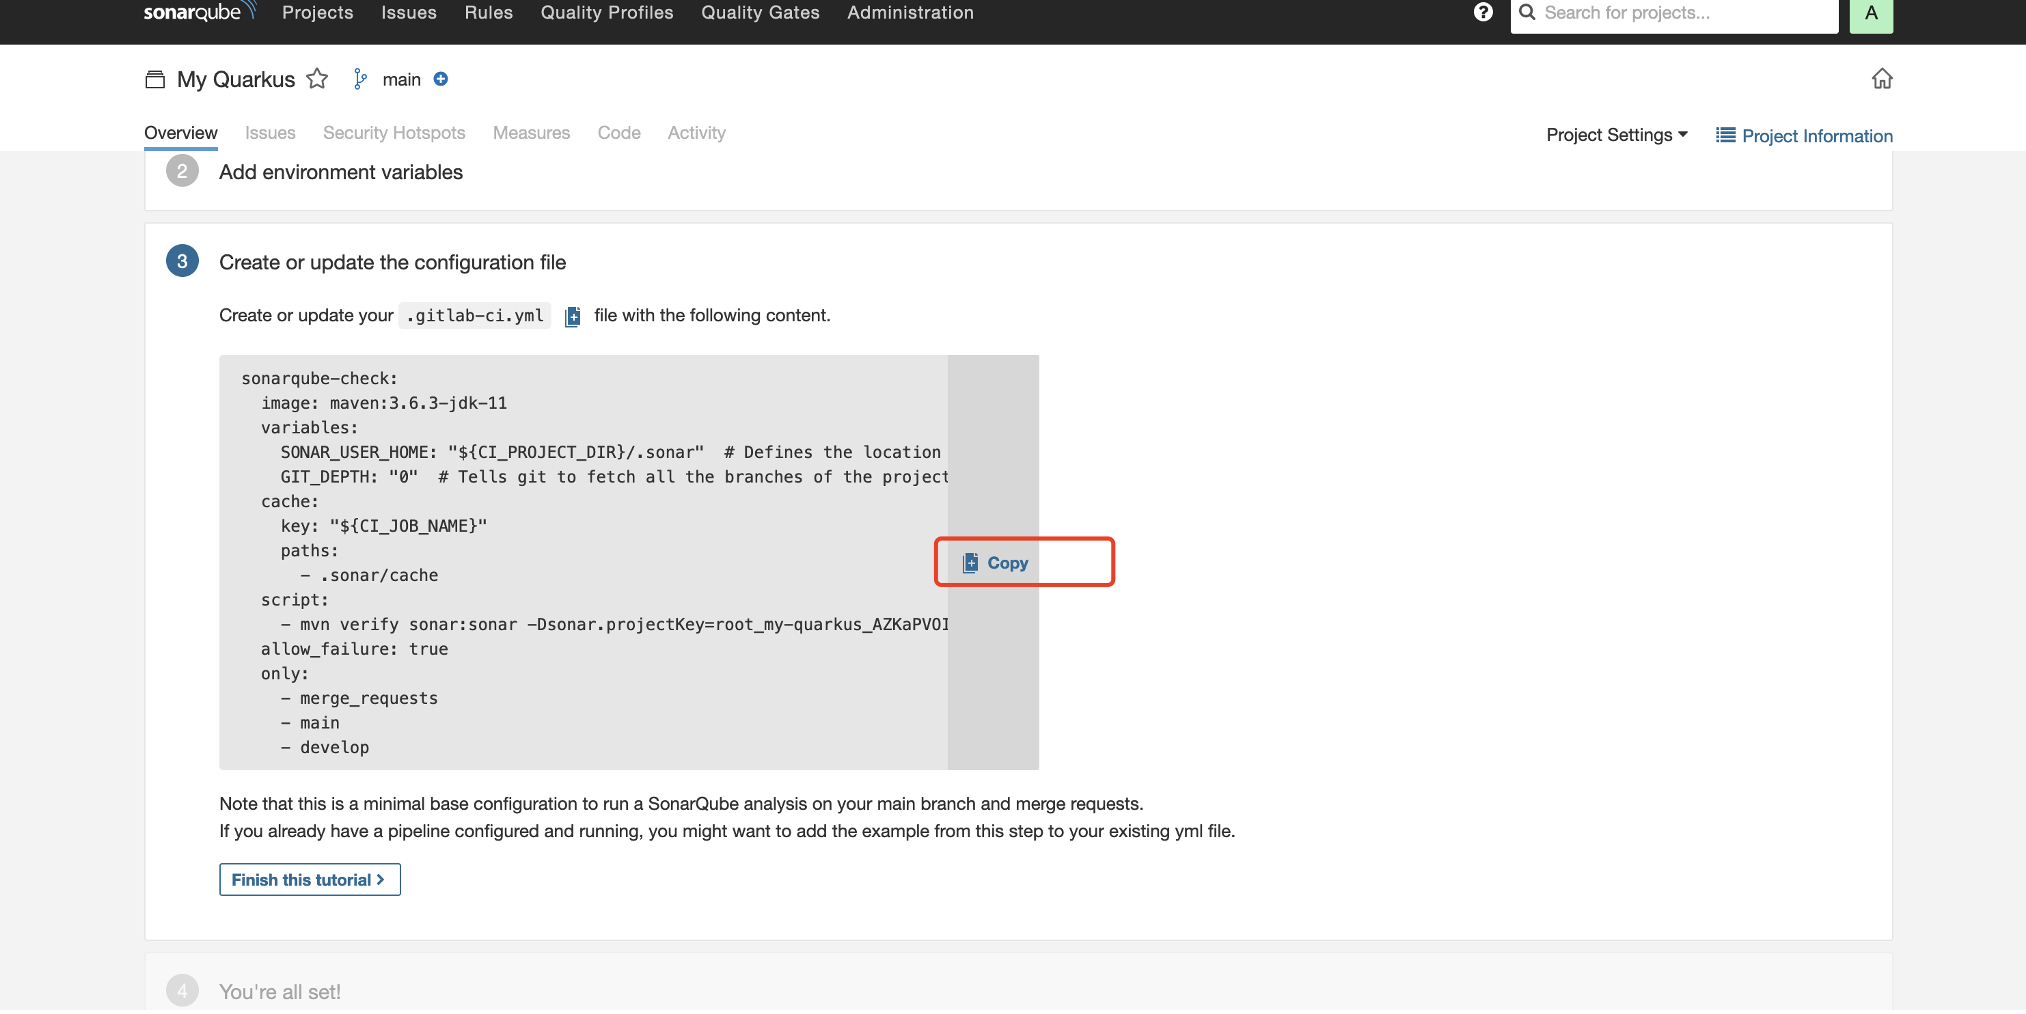 sonarqube Projects Issues Rules Quality Profiles Quality Gates Administration ? Search for projects... A
My Quarkus main
Overview Issues Security Hotspots Measures Code Activity Project Settings Project Information
2 Add environment variables
3 Create or update the configuration file
Create or update your .gitlab-ci.yml file with the following content.
sonarqube-check:
  image: maven:3.6.3-jdk-11
  variables:
    SONAR_USER_HOME: "${CI_PROJECT_DIR}/.sonar"  # Defines the location
    GIT_DEPTH: "0"  # Tells git to fetch all the branches of the project
  cache:
    key: "${CI_JOB_NAME}"
    paths:
      - .sonar/cache
Copy
  script:
    - mvn verify sonar:sonar -Dsonar.projectKey=root_my-quarkus_AZKaPVOI
  allow_failure: true
  only:
    - merge_requests
    - main
    - develop
Note that this is a minimal base configuration to run a SonarQube analysis on your main branch and merge requests.
If you already have a pipeline configured and running, you might want to add the example from this step to your existing yml file.
Finish this tutorial
4 You're all set!